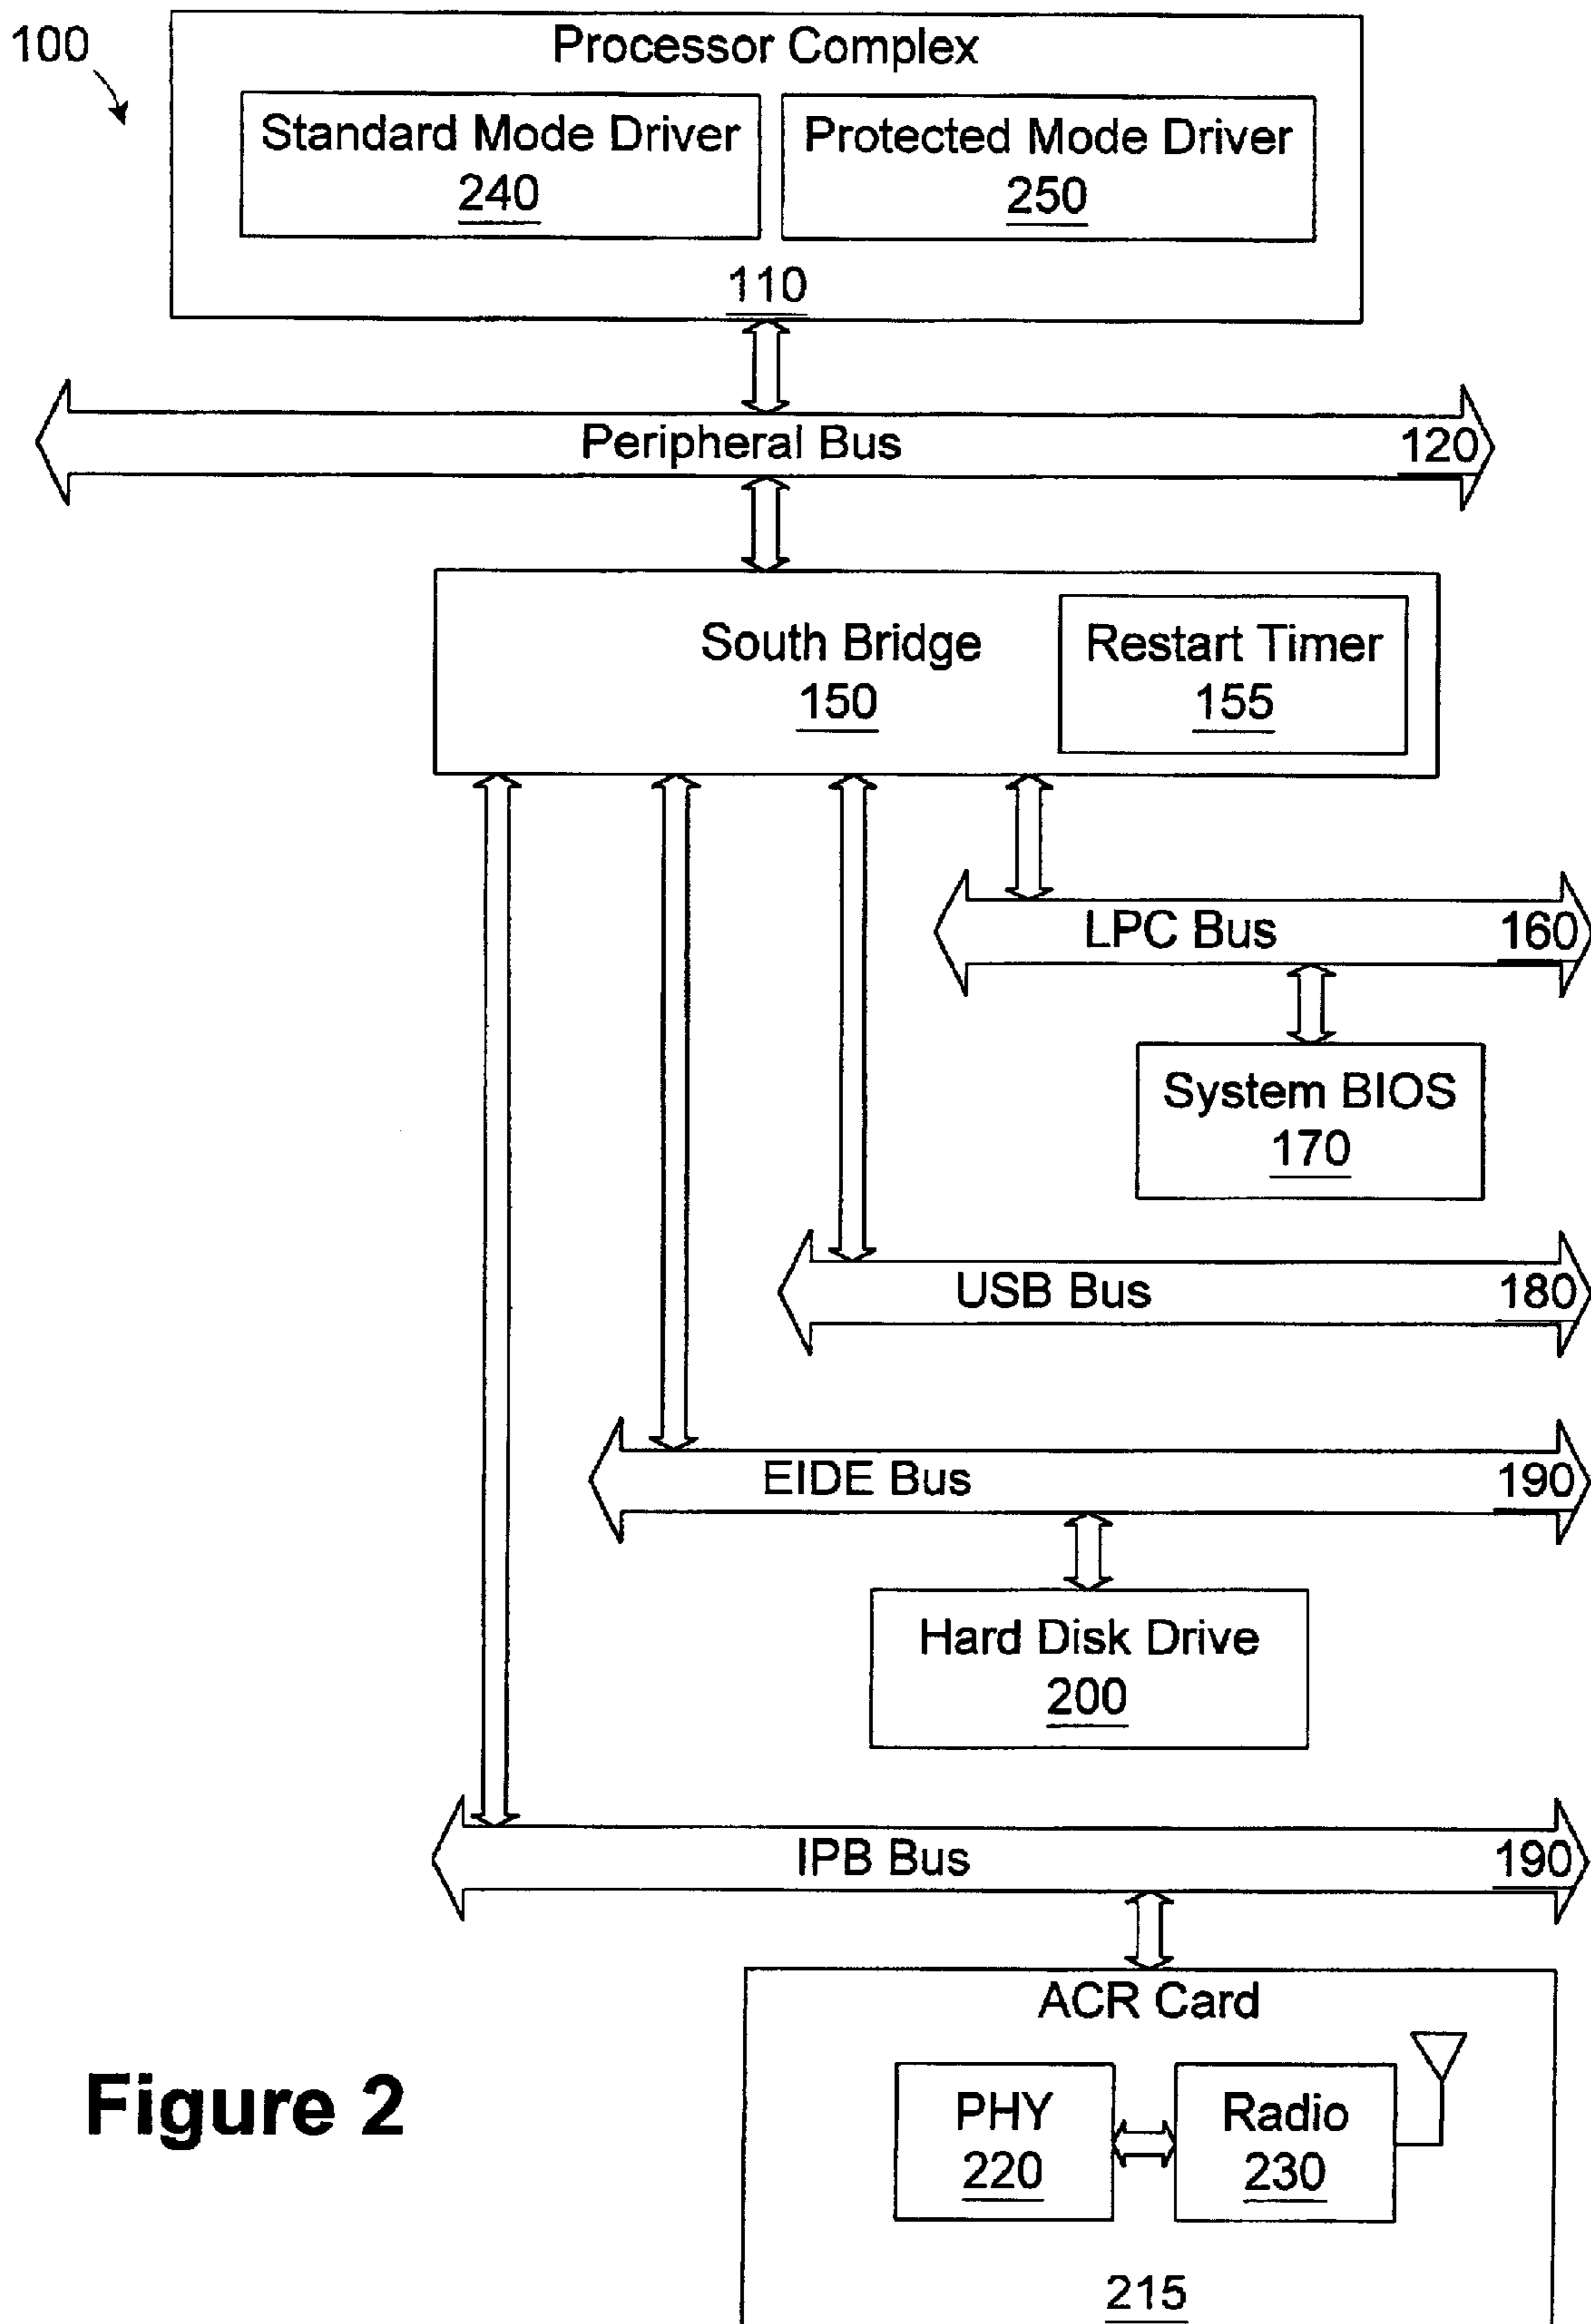 100
Processor Complex
Standard Mode Driver
240
Protected Mode Driver
250
110
Peripheral Bus
120
South Bridge
150
Restart Timer
155
LPC Bus
160
System BIOS
170
USB Bus
180
EIDE Bus
190
Hard Disk Drive
200
IPB Bus
190
ACR Card
PHY
220
Radio
230
215
Figure 2